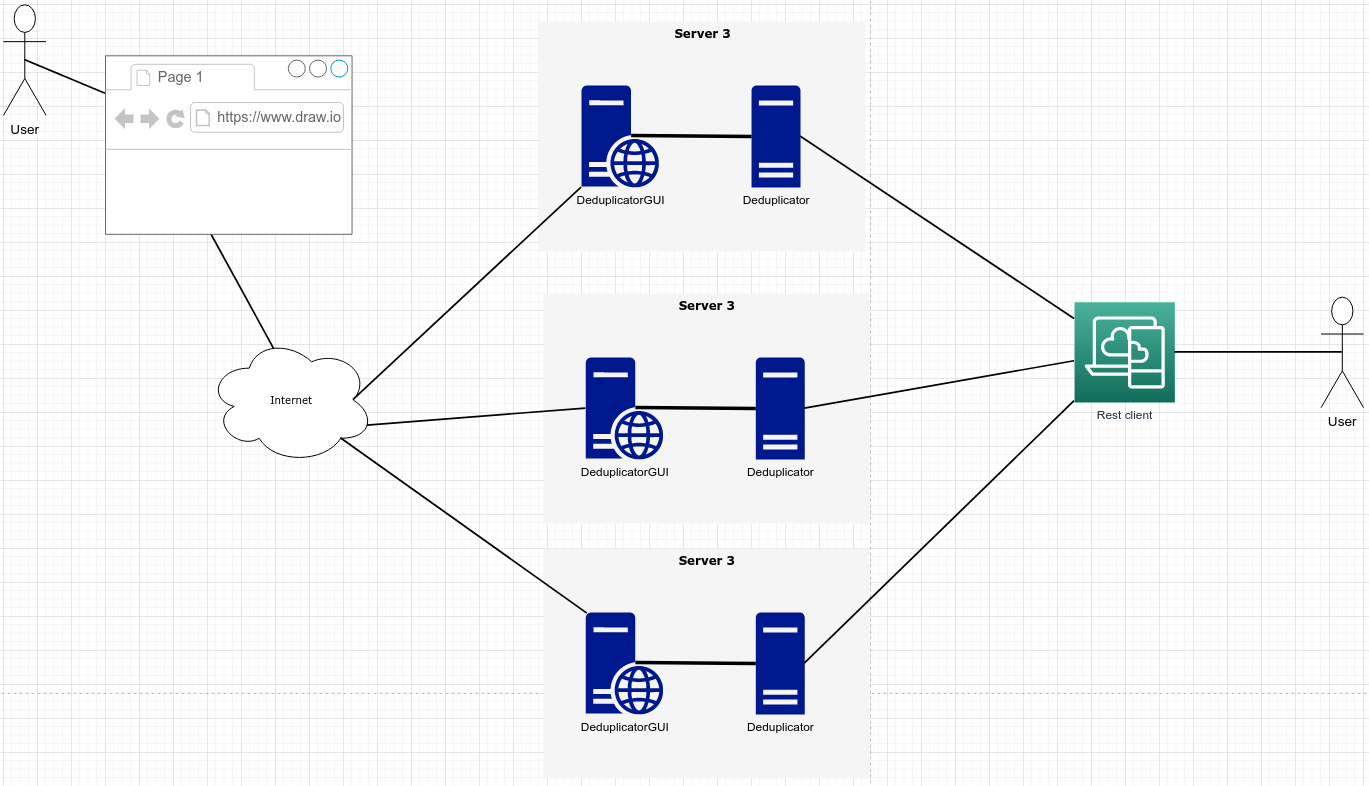 User
Page 1
https://www.draw.io
Internet
Server 3
DeduplicatorGUI
Deduplicator
Server 3
DeduplicatorGUI
Deduplicator
Server 3
DeduplicatorGUI
Deduplicator
Rest client
User